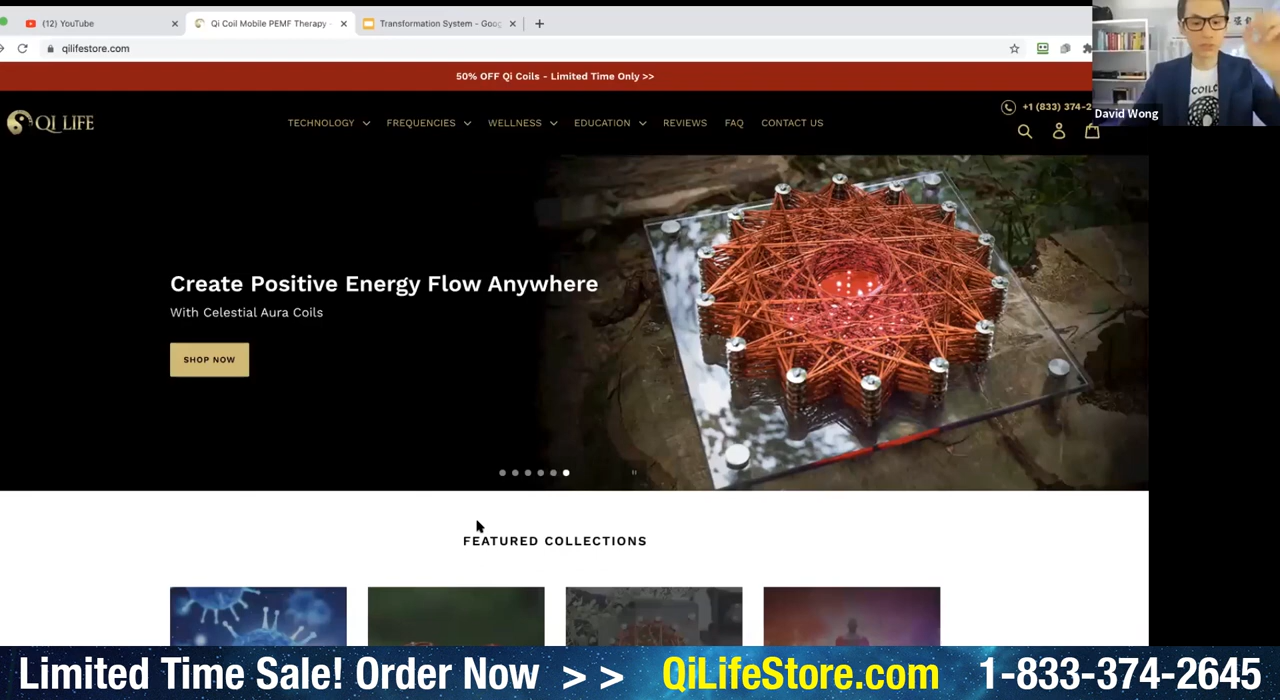 (12) YouTube
Qi Coil Mobile PEMF Therapy -
Transformation System - Goog
qilifestore.com
50% OFF Qi Coils - Limited Time Only >>
QI LIFE
TECHNOLOGY FREQUENCIES WELLNESS EDUCATION REVIEWS FAQ CONTACT US
+1 (833) 374-2
COIL
David Wong
Create Positive Energy Flow Anywhere
With Celestial Aura Coils
SHOP NOW
FEATURED COLLECTIONS
Limited Time Sale! Order Now > > QiLifeStore.com 1-833-374-2645